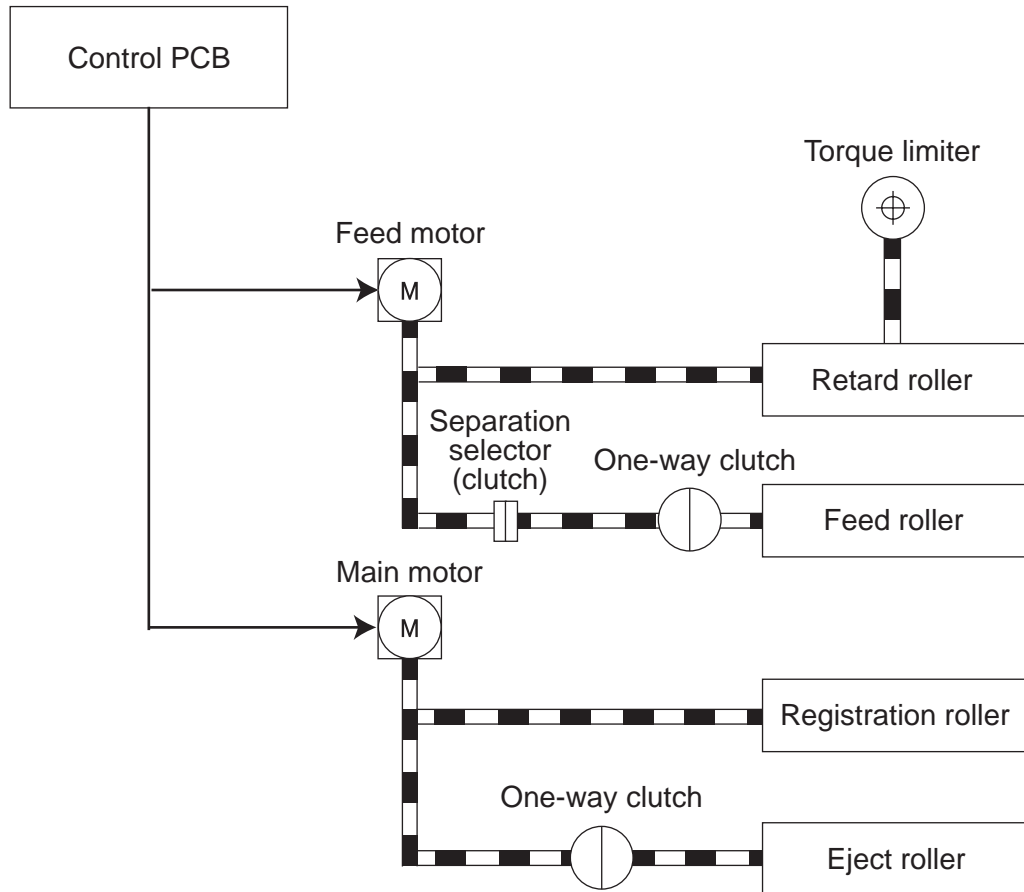 Control PCB
Torque limiter
Feed motor
M
Retard roller
Separation
selector
(clutch)
One-way clutch
Feed roller
Main motor
M
Registration roller
One-way clutch
Eject roller